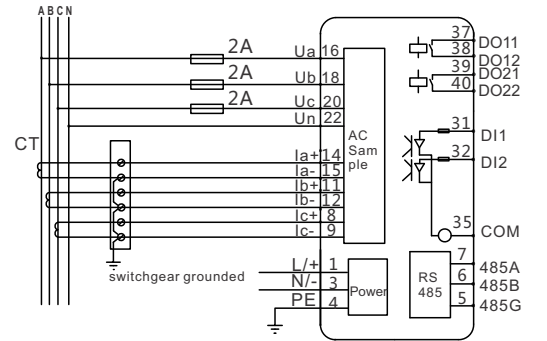 A B C N
2A
Ua 16
2A
Ub 18
2A
Uc 20
Un 22
CT
AC
Sam
ple
Ia+ 14
Ia- 15
Ib+ 11
Ib- 12
Ic+ 8
Ic- 9
switchgear grounded
L/+ 1
N/- 3
PE 4
Power
37 DO11
38 DO12
39 DO21
40 DO22
31 DI1
32 DI2
35 COM
RS
485
7 485A
6 485B
5 485G